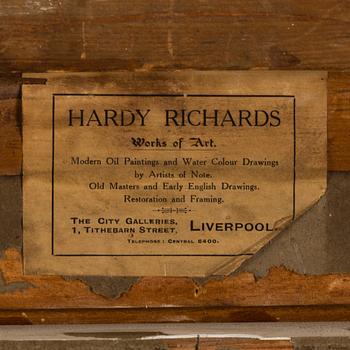 HARDY RICHARDS
Works of Art.
Modern Oil Paintings and Water Colour Drawings
by Artists of Note.
Old Masters and Early English Drawings.
Restoration and Framing.
THE CITY GALLERIES,
1, TITHEBARN STREET, LIVERPOOL.
TELEPHONE: CENTRAL 6400.